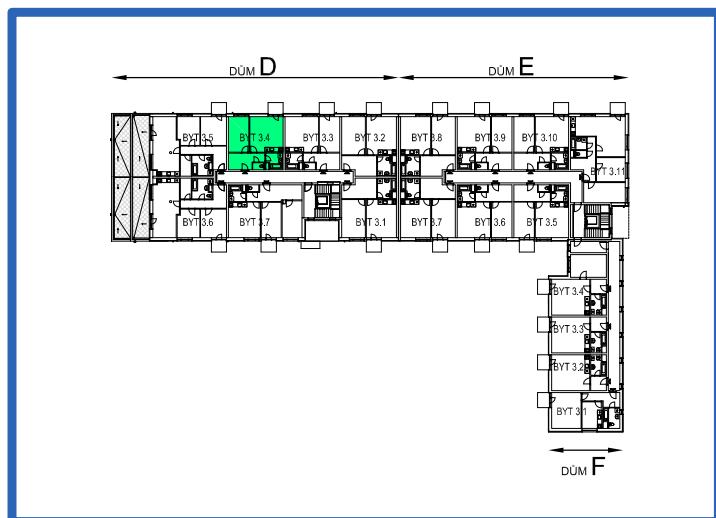 DŮM D
DŮM E
BYT 3.5
BYT 3.4
BYT 3.3
BYT 3.2
BYT 3.8
BYT 3.9
BYT 3.10
BYT 3.11
BYT 3.6
BYT 3.7
BYT 3.1
BYT 3.7
BYT 3.6
BYT 3.5
BYT 3.4
BYT 3.3
BYT 3.2
BYT 3.1
DŮM F